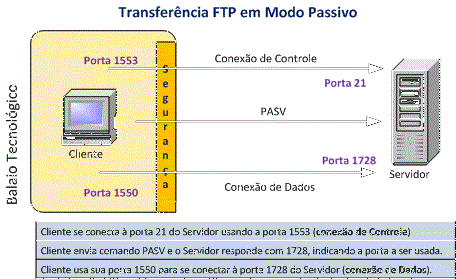 Transferência FTP em Modo Passivo
Porta 1553
Conexão de Controle
Porta 21
Segurança
Balaio Tecnológico
PASV
Cliente
Porta 1728
Servidor
Porta 1550
Conexão de Dados
Cliente se conecta à porta 21 do Servidor usando a porta 1553 (conexão de Controle)
Cliente envia comando PASV e o Servidor responde com 1728, indicando a porta a ser usada.
Cliente usa sua porta 1550 para se conectar à porte 1728 do Servidor (conexão de Dados).